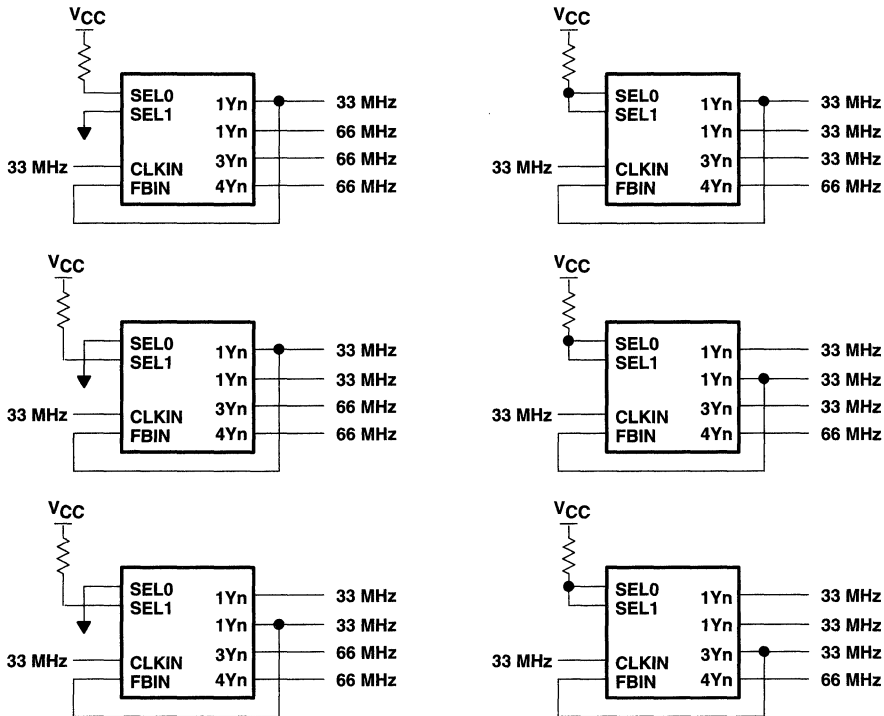 VCC VCC
SEL0 1Yn 33 MHz SEL0 1Yn 33 MHz
SEL1 SEL1
1Yn 66 MHz 1Yn 33 MHz
33 MHz CLKIN 3Yn 66 MHz 33 MHz CLKIN 3Yn 33 MHz
FBIN 4Yn 66 MHz FBIN 4Yn 66 MHz
VCC VCC
SEL0 1Yn 33 MHz SEL0 1Yn 33 MHz
SEL1 SEL1
1Yn 33 MHz 1Yn 33 MHz
33 MHz CLKIN 3Yn 66 MHz 33 MHz CLKIN 3Yn 33 MHz
FBIN 4Yn 66 MHz FBIN 4Yn 66 MHz
VCC VCC
SEL0 1Yn 33 MHz SEL0 1Yn 33 MHz
SEL1 SEL1
1Yn 33 MHz 1Yn 33 MHz
33 MHz CLKIN 3Yn 66 MHz 33 MHz CLKIN 3Yn 33 MHz
FBIN 4Yn 66 MHz FBIN 4Yn 66 MHz